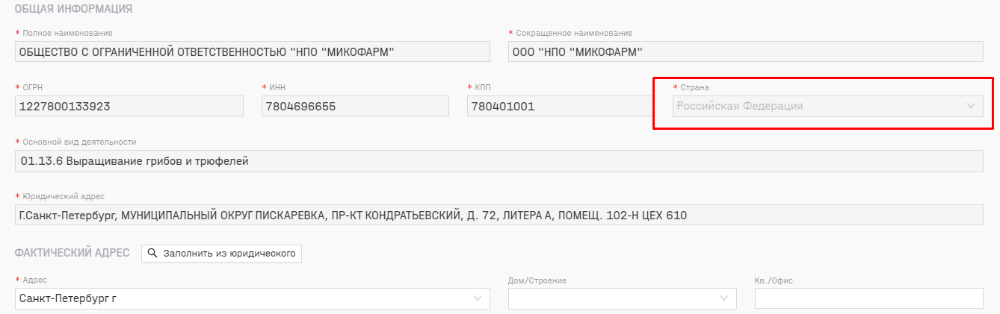 ОБЩАЯ ИНФОРМАЦИЯ
* Полное наименование
* Сокращенное наименование
ОБЩЕСТВО С ОГРАНИЧЕННОЙ ОТВЕТСТВЕННОСТЬЮ "НПО "МИКОФАРМ"
ООО "НПО "МИКОФАРМ"
* ОГРН
* ИНН
* КПП
* Страна
1227800133923
7804696655
780401001
Российская Федерация
* Основной вид деятельности
01.13.6 Выращивание грибов и трюфелей
* Юридический адрес
Г.Санкт-Петербург, МУНИЦИПАЛЬНЫЙ ОКРУГ ПИСКАРЕВКА, ПР-КТ КОНДРАТЬЕВСКИЙ, Д. 72, ЛИТЕРА А, ПОМЕЩ. 102-Н ЦЕХ 610
ФАКТИЧЕСКИЙ АДРЕС
Заполнить из юридического
* Адрес
Дом/Строение
Кв./Офис
Санкт-Петербург г